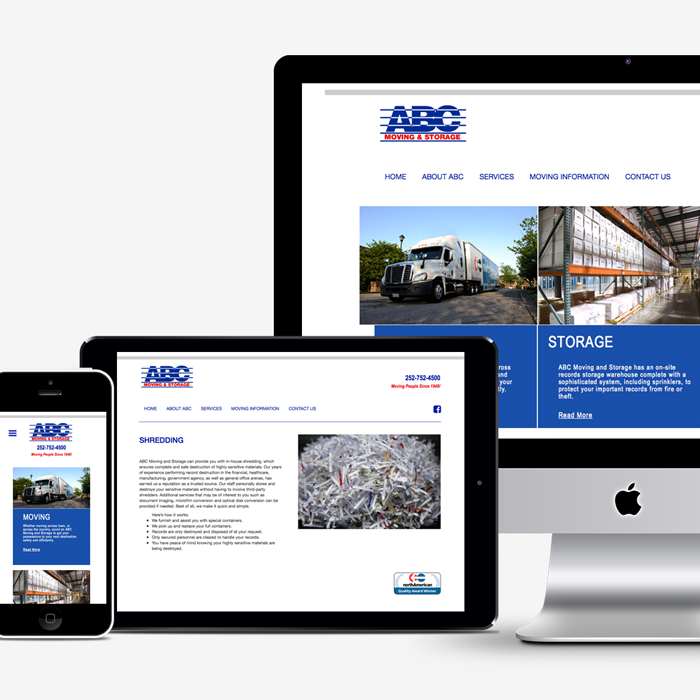 ABC
MOVING & STORAGE
HOME ABOUT ABC SERVICES MOVING INFORMATION CONTACT US
STORAGE
ABC Moving and Storage has an on-site
records storage warehouse complete with a
sophisticated system, including sprinklers, to
protect your important records from fire or
theft.
Read More
ABC
MOVING & STORAGE
252-752-4500
Moving People Since 1949!
HOME ABOUT ABC SERVICES MOVING INFORMATION CONTACT US
SHREDDING
ABC Moving and Storage can provide you with in-house shredding, which
ensures complete and safe destruction of highly sensitive materials. Our years
of experience performing record destruction in the financial, healthcare,
manufacturing, government agency, as well as general office arenas, has
earned us a reputation as a trusted source. Our staff personally stores and
destroys your sensitive materials without having to involve third-party
shredders. Additional services that may be of interest to you such as
document imaging, microfilm conversion and optical disk conversion can be
provided if needed. Best of all, we make it quick and simple.
Here's how it works:
We furnish and assist you with special containers.
We pick up and replace your full containers.
Records are only destroyed and disposed of at your request.
Only secured personnel are cleared to handle your records.
You have peace of mind knowing your highly sensitive materials are
being destroyed.
northAmerican
Quality Award Winner
ABC
MOVING & STORAGE
252-752-4500
Moving People Since 1949!
MOVING
Whether moving across town, or
across the country, count on ABC
Moving and Storage to get your
possessions to your next destination
safely and efficiently.
Read More